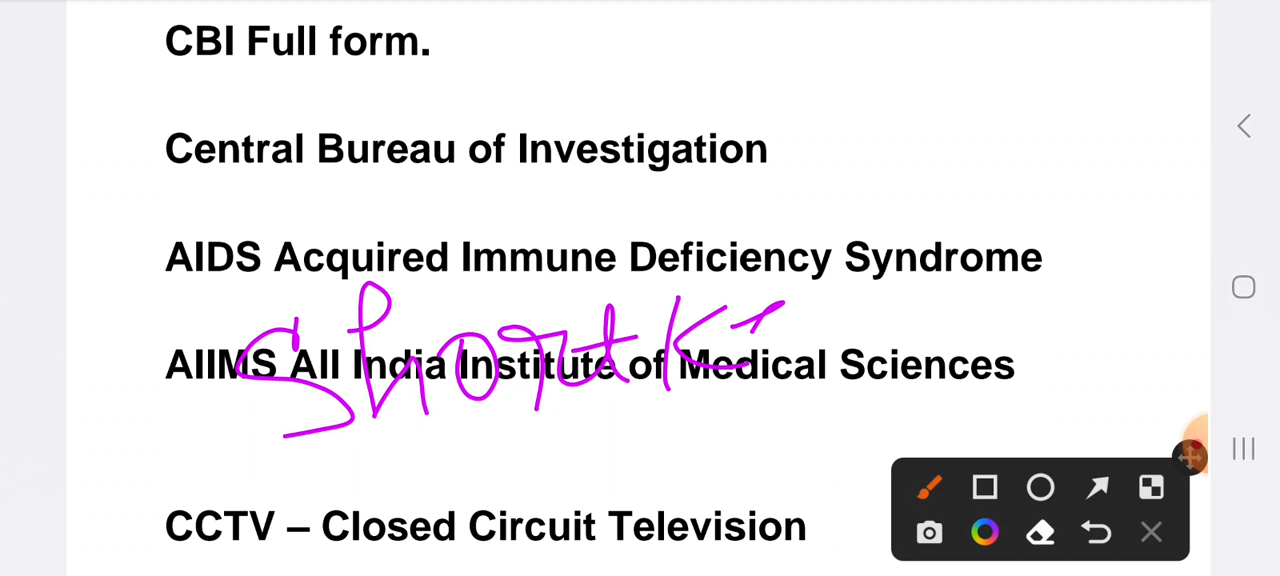 CBI Full form.
Central Bureau of Investigation
AIDS Acquired Immune Deficiency Syndrome
AIIMS All India Institute of Medical Sciences
CCTV – Closed Circuit Television